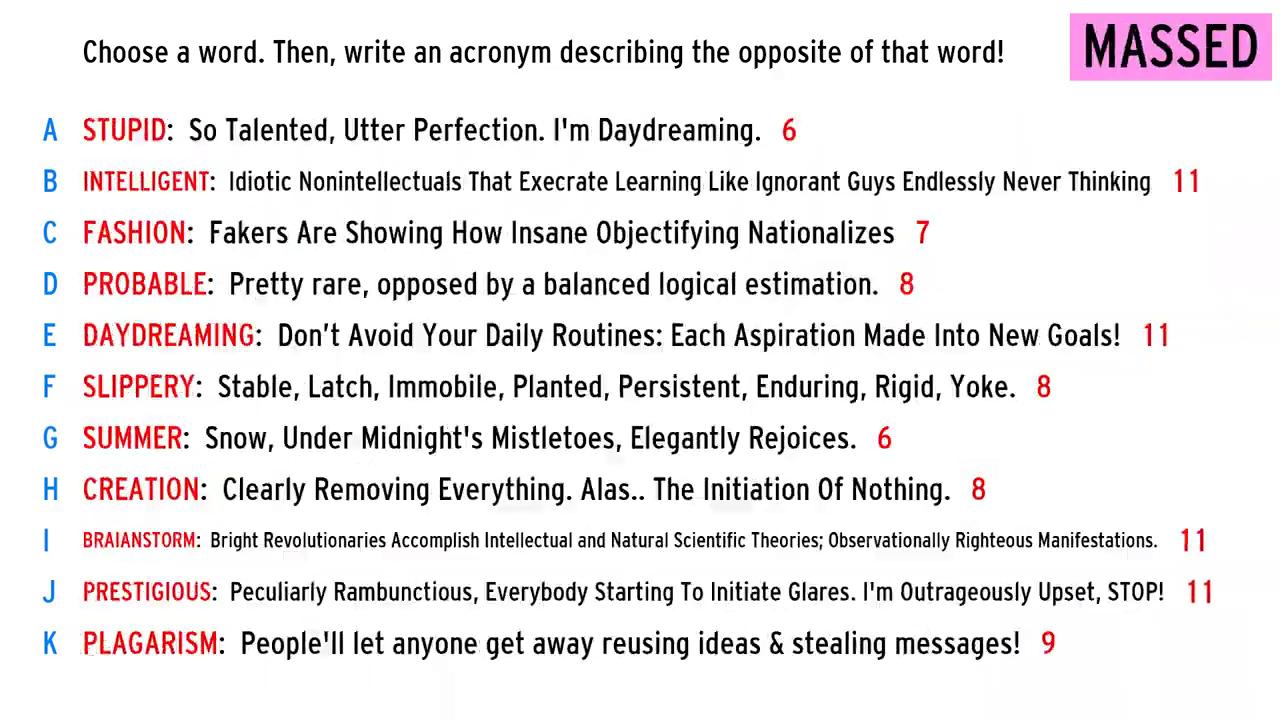 Choose a word. Then, write an acronym describing the opposite of that word!
MASSED
A STUPID: So Talented, Utter Perfection. I'm Daydreaming. 6
B INTELLIGENT: Idiotic Nonintellectuals That Execrate Learning Like Ignorant Guys Endlessly Never Thinking 11
C FASHION: Fakers Are Showing How Insane Objectifying Nationalizes 7
D PROBABLE: Pretty rare, opposed by a balanced logical estimation. 8
E DAYDREAMING: Don’t Avoid Your Daily Routines: Each Aspiration Made Into New Goals! 11
F SLIPPERY: Stable, Latch, Immobile, Planted, Persistent, Enduring, Rigid, Yoke. 8
G SUMMER: Snow, Under Midnight's Mistletoes, Elegantly Rejoices. 6
H CREATION: Clearly Removing Everything. Alas.. The Initiation Of Nothing. 8
I BRAIANSTORM: Bright Revolutionaries Accomplish Intellectual and Natural Scientific Theories; Observationally Righteous Manifestations. 11
J PRESTIGIOUS: Peculiarly Rambunctious, Everybody Starting To Initiate Glares. I'm Outrageously Upset, STOP! 11
K PLAGARISM: People'll let anyone get away reusing ideas & stealing messages! 9